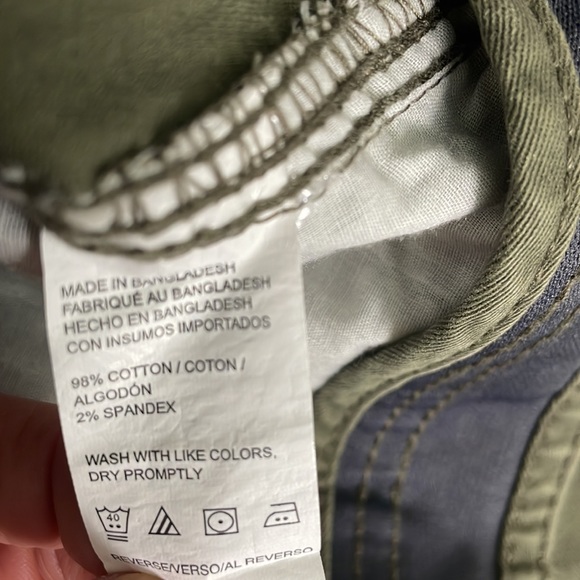 MADE IN BANGLADESH
FABRIQUÉ AU BANGLADESH
HECHO EN BANGLADESH
CON INSUMOS IMPORTADOS
98% COTTON / COTON /
ALGODÓN
2% SPANDEX
WASH WITH LIKE COLORS,
DRY PROMPTLY
40
REVERSE/VERSO/AL REVERSO